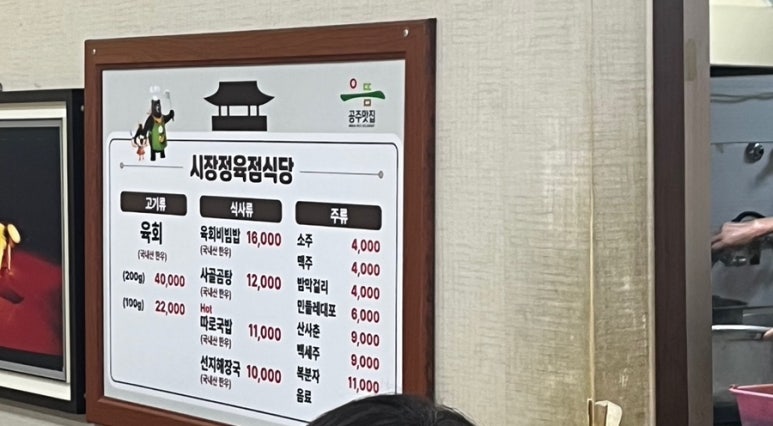 으뜸
공주맛집
시장정육점식당
고기류
육회
(국내산 한우)
(200g) 40,000
(100g) 22,000
식사류
육회비빔밥 16,000
(국내산 한우)
사골곰탕 12,000
(국내산 한우)
Hot
따로국밥 11,000
(국내산 한우)
선지해장국 10,000
(국내산 한우)
주류
소주 4,000
맥주 4,000
밤막걸리 4,000
민들레대포 6,000
산사춘 9,000
백세주 9,000
복분자 11,000
음료